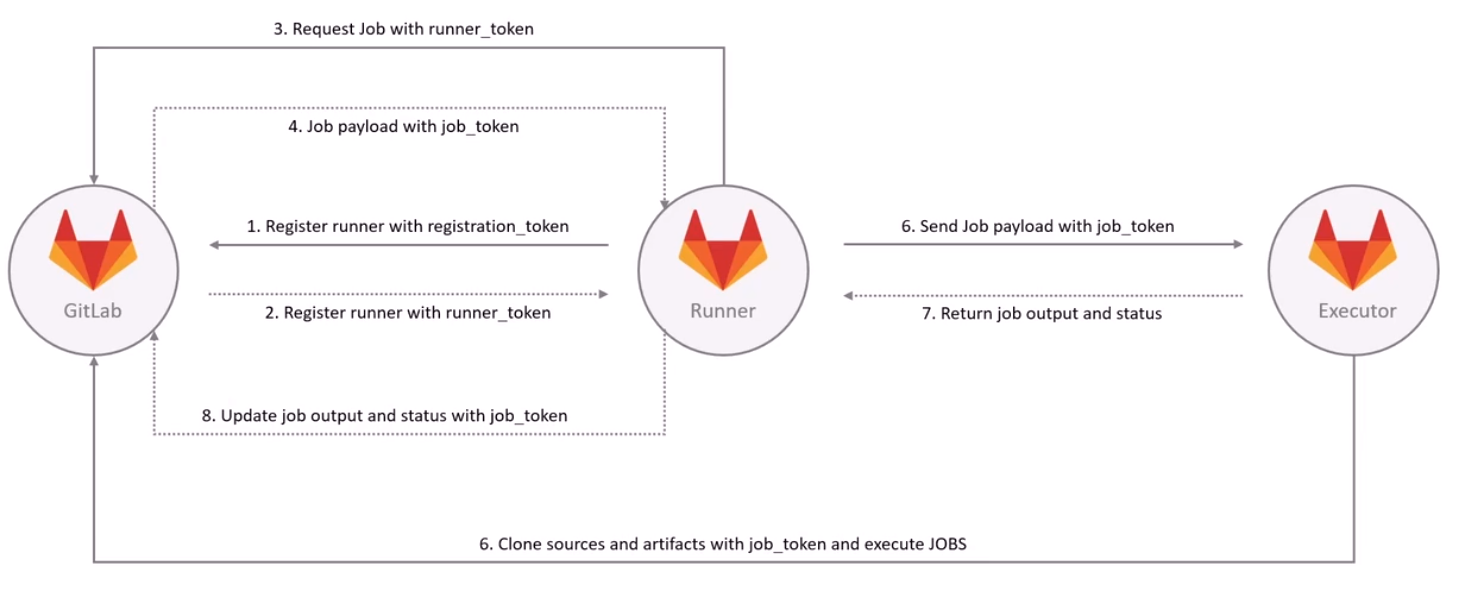 3. Request Job with runner_token
4. Job payload with job_token
1. Register runner with registration_token
6. Send Job payload with job_token
GitLab
Runner
Executor
2. Register runner with runner_token
7. Return job output and status
8. Update job output and status with job_token
6. Clone sources and artifacts with job_token and execute JOBS